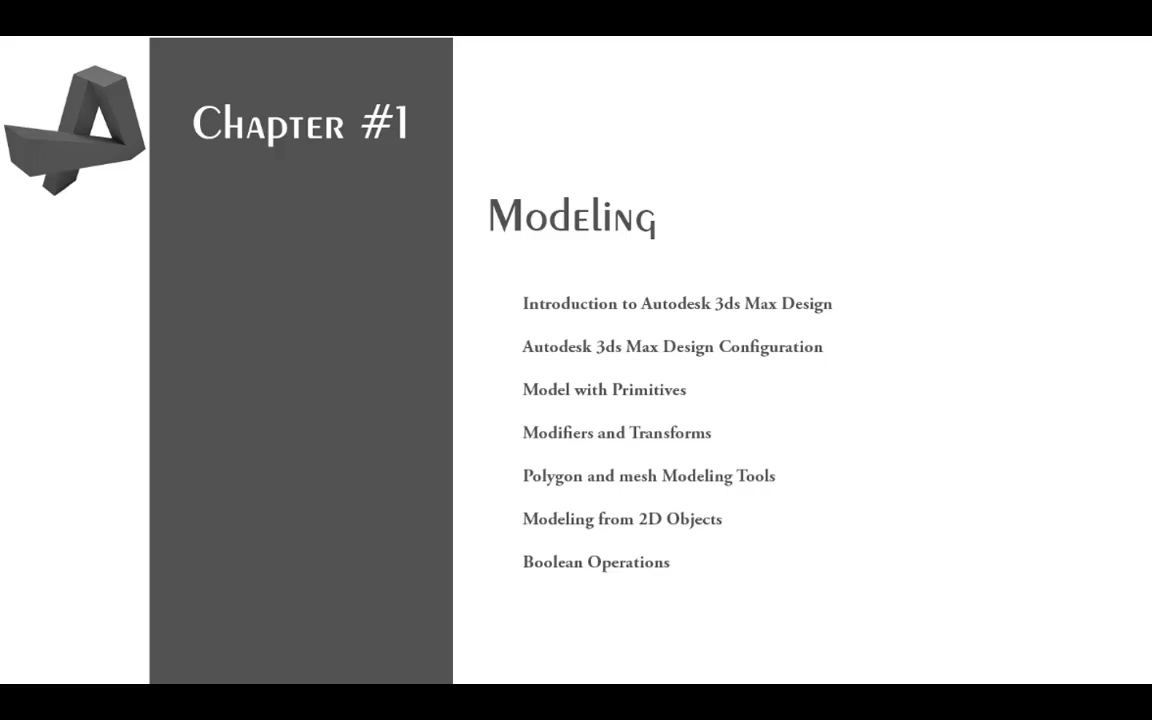 Chapter #1
Modeling
Introduction to Autodesk 3ds Max Design
Autodesk 3ds Max Design Configuration
Model with Primitives
Modifiers and Transforms
Polygon and mesh Modeling Tools
Modeling from 2D Objects
Boolean Operations